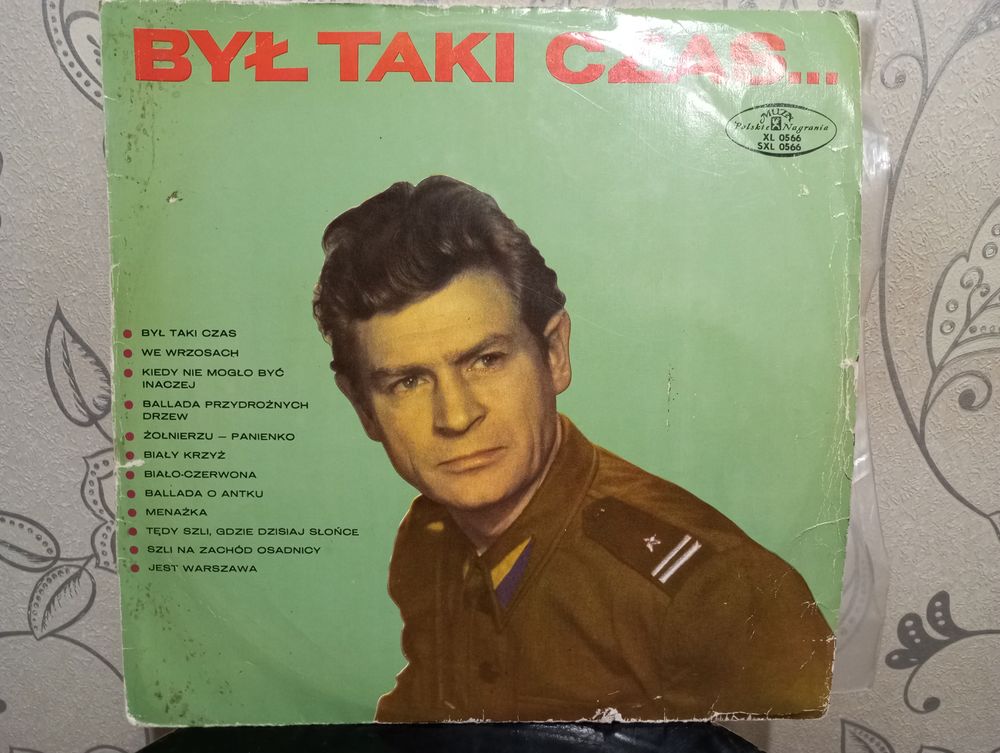 BYŁ TAKI CZAS...
MUZA
Polskie Nagrania
XL 0566
SXL 0566
BYŁ TAKI CZAS
WE WRZOSACH
KIEDY NIE MOGŁO BYĆ
INACZEJ
BALLADA PRZYDROŻNYCH
DRZEW
ŻOŁNIERZU – PANIENKO
BIAŁY KRZYŻ
BIAŁO-CZERWONA
BALLADA O ANTKU
MENAŻKA
TĘDY SZLI, GDZIE DZISIAJ SŁOŃCE
SZLI NA ZACHÓD OSADNICY
JEST WARSZAWA